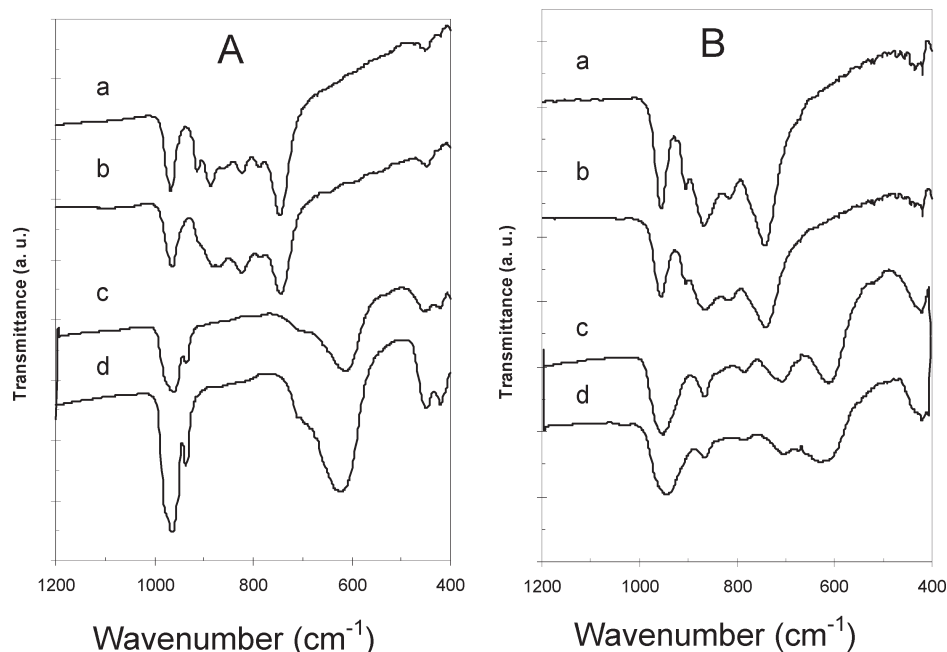 A
a
b
c
d
Transmittance (a. u.)
1200 1000 800 600 400
Wavenumber (cm-1)
B
a
b
c
d
Transmittance (a. u.)
1200 1000 800 600 400
Wavenumber (cm-1)